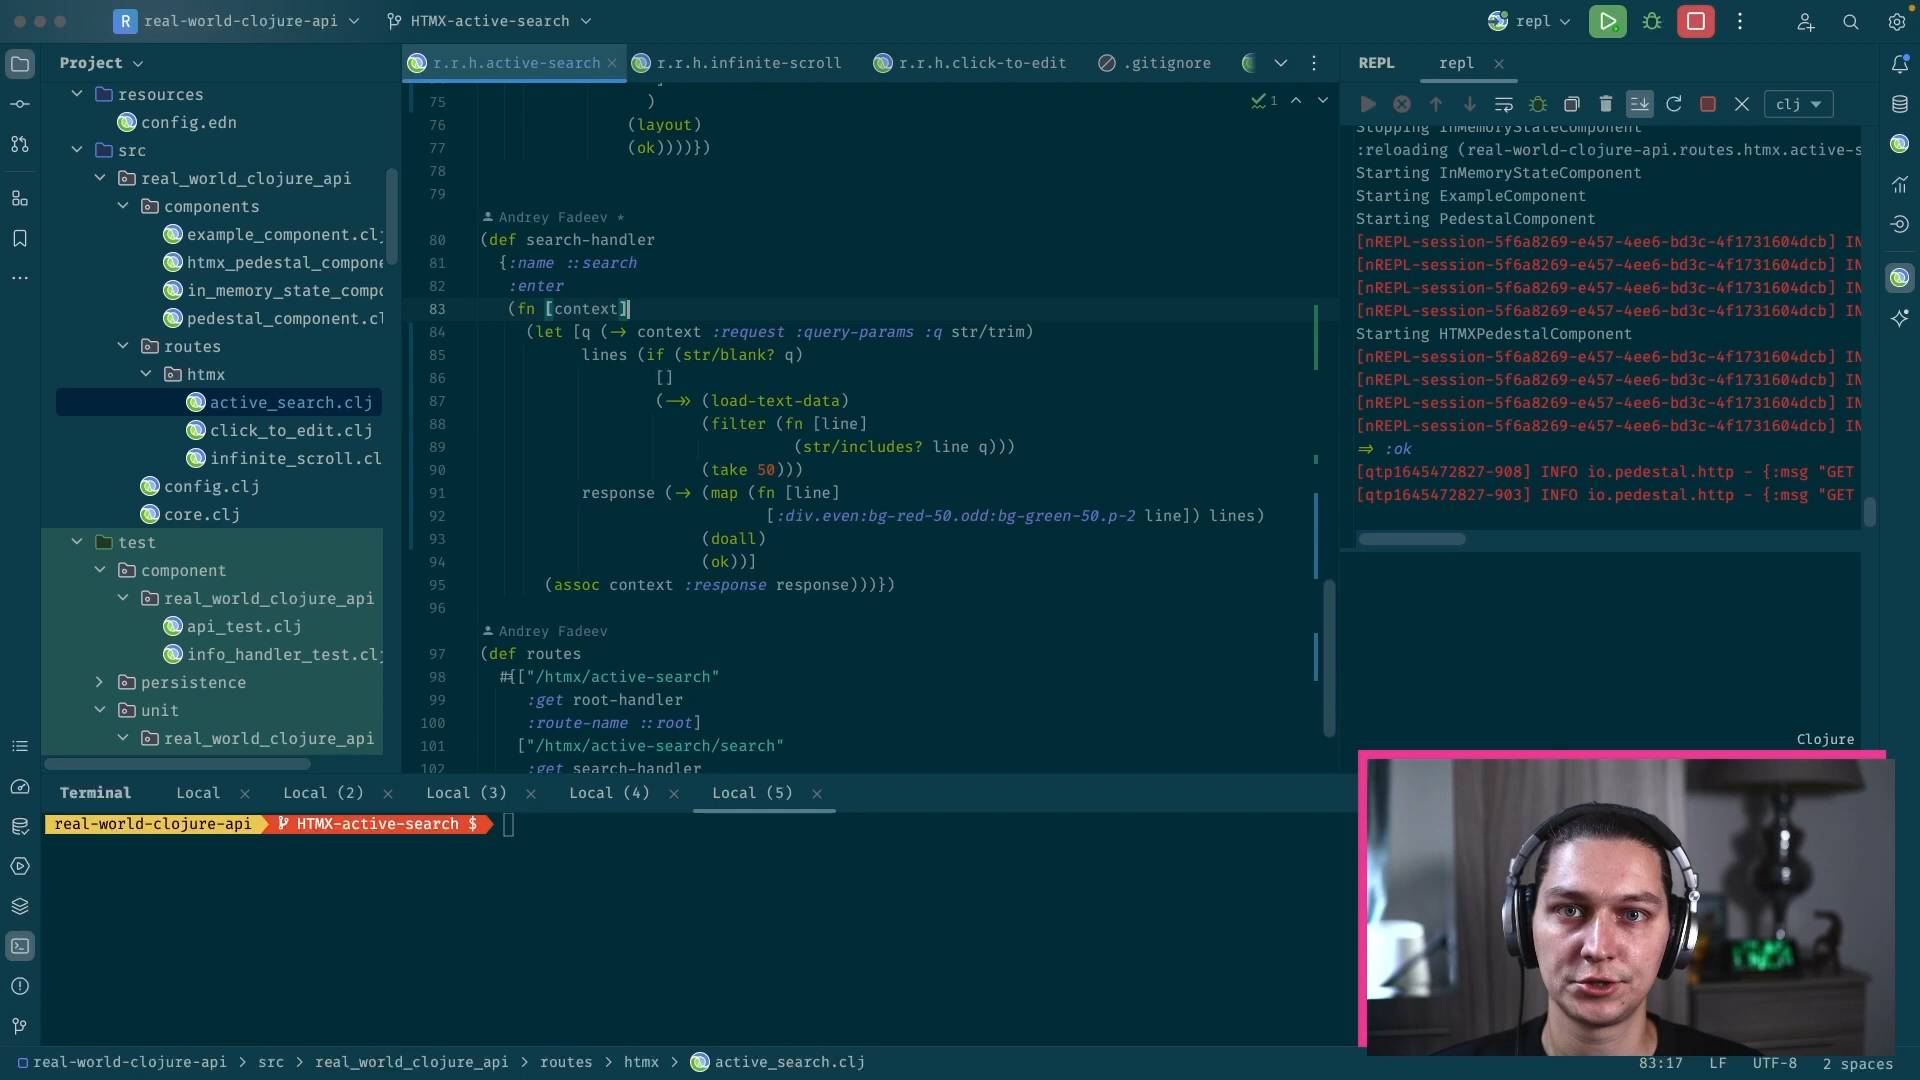 R real-world-clojure-api HTMX-active-search repl
Project
resources
config.edn
src
real_world_clojure_api
components
example_component.clj
htmx_pedestal_compone
in_memory_state_compo
pedestal_component.cl
routes
htmx
active_search.clj
click_to_edit.clj
infinite_scroll.cl
config.clj
core.clj
test
component
real_world_clojure_api
api_test.clj
info_handler_test.clj
persistence
unit
real_world_clojure_api
r.r.h.active-search r.r.h.infinite-scroll r.r.h.click-to-edit .gitignore
1
75 )
76 (layout)
77 (ok))))})
78
79
Andrey Fadeev *
80 (def search-handler
81 {:name ::search
82 :enter
83 (fn [context]
84 (let [q (-> context :request :query-params :q str/trim)
85 lines (if (str/blank? q)
86 []
87 (->> (load-text-data)
88 (filter (fn [line]
89 (str/includes? line q)))
90 (take 50)))
91 response (-> (map (fn [line]
92 [:div.even:bg-red-50.odd:bg-green-50.p-2 line]) lines)
93 (doall)
94 (ok))]
95 (assoc context :response response)))})
96
Andrey Fadeev
97 (def routes
98 #{["/htmx/active-search"
99 :get root-handler
100 :route-name ::root]
101 ["/htmx/active-search/search"
102 :get search-handler
REPL repl
clj
Stopping InMemoryStateComponent
:reloading (real-world-clojure-api.routes.htmx.active-s
Starting InMemoryStateComponent
Starting ExampleComponent
Starting PedestalComponent
[nREPL-session-5f6a8269-e457-4ee6-bd3c-4f1731604dcb] IN
[nREPL-session-5f6a8269-e457-4ee6-bd3c-4f1731604dcb] IN
[nREPL-session-5f6a8269-e457-4ee6-bd3c-4f1731604dcb] IN
[nREPL-session-5f6a8269-e457-4ee6-bd3c-4f1731604dcb] IN
Starting HTMXPedestalComponent
[nREPL-session-5f6a8269-e457-4ee6-bd3c-4f1731604dcb] IN
[nREPL-session-5f6a8269-e457-4ee6-bd3c-4f1731604dcb] IN
[nREPL-session-5f6a8269-e457-4ee6-bd3c-4f1731604dcb] IN
[nREPL-session-5f6a8269-e457-4ee6-bd3c-4f1731604dcb] IN
=> :ok
[qtp1645472827-908] INFO io.pedestal.http - {:msg "GET
[qtp1645472827-903] INFO io.pedestal.http - {:msg "GET
Clojure
Terminal Local Local (2) Local (3) Local (4) Local (5)
real-world-clojure-api HTMX-active-search $
real-world-clojure-api > src > real_world_clojure_api > routes > htmx > active_search.clj
83:17 LF UTF-8 2 spaces